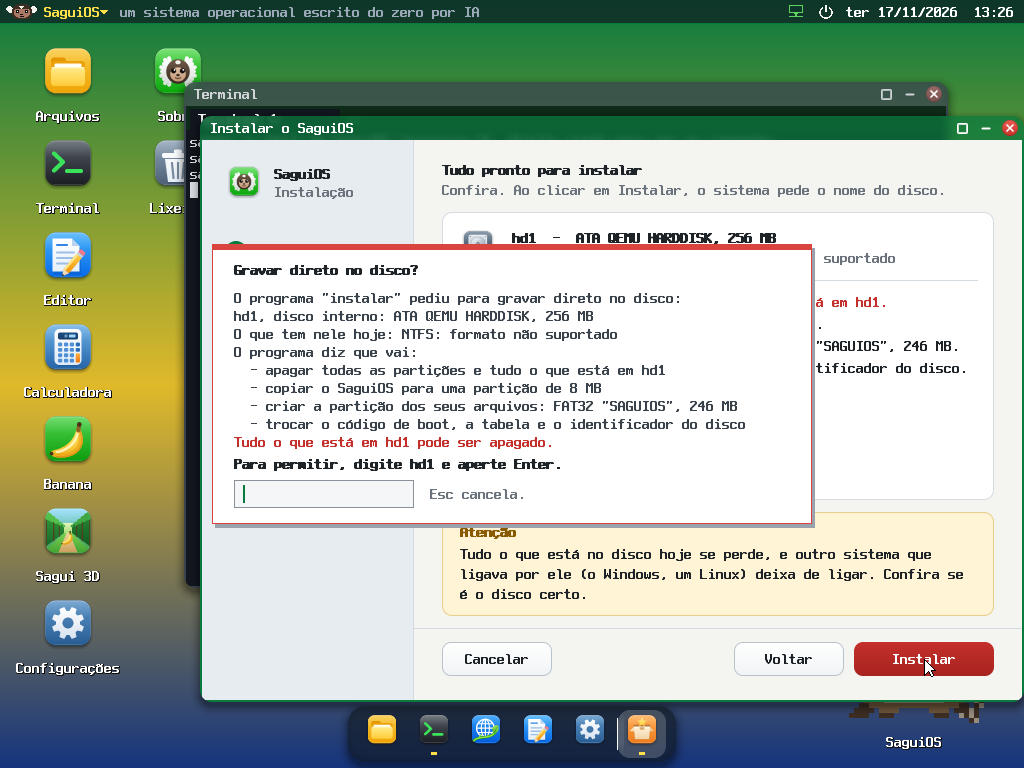 SaguiOS
um sistema operacional escrito do zero por IA
ter 17/11/2026
13:26
Arquivos
Terminal
Lixe
Editor
Calculadora
Banana
Sagui 3D
Configurações
Terminal
Instalar o SaguiOS
SaguiOS
Instalação
Tudo pronto para instalar
Confira. Ao clicar em Instalar, o sistema pede o nome do disco.
hd1 - ATA QEMU HARDDISK, 256 MB
suportado
á em hd1.
"SAGUIOS", 246 MB.
tificador do disco.
Gravar direto no disco?
O programa "instalar" pediu para gravar direto no disco:
hd1, disco interno: ATA QEMU HARDDISK, 256 MB
O que tem nele hoje: NTFS: formato não suportado
O programa diz que vai:
- apagar todas as partições e tudo o que está em hd1
- copiar o SaguiOS para uma partição de 8 MB
- criar a partição dos seus arquivos: FAT32 "SAGUIOS", 246 MB
- trocar o código de boot, a tabela e o identificador do disco
Tudo o que está em hd1 pode ser apagado.
Para permitir, digite hd1 e aperte Enter.
Esc cancela.
Atenção
Tudo o que está no disco hoje se perde, e outro sistema que
ligava por ele (o Windows, um Linux) deixa de ligar. Confira se
é o disco certo.
Cancelar
Voltar
Instalar
SaguiOS